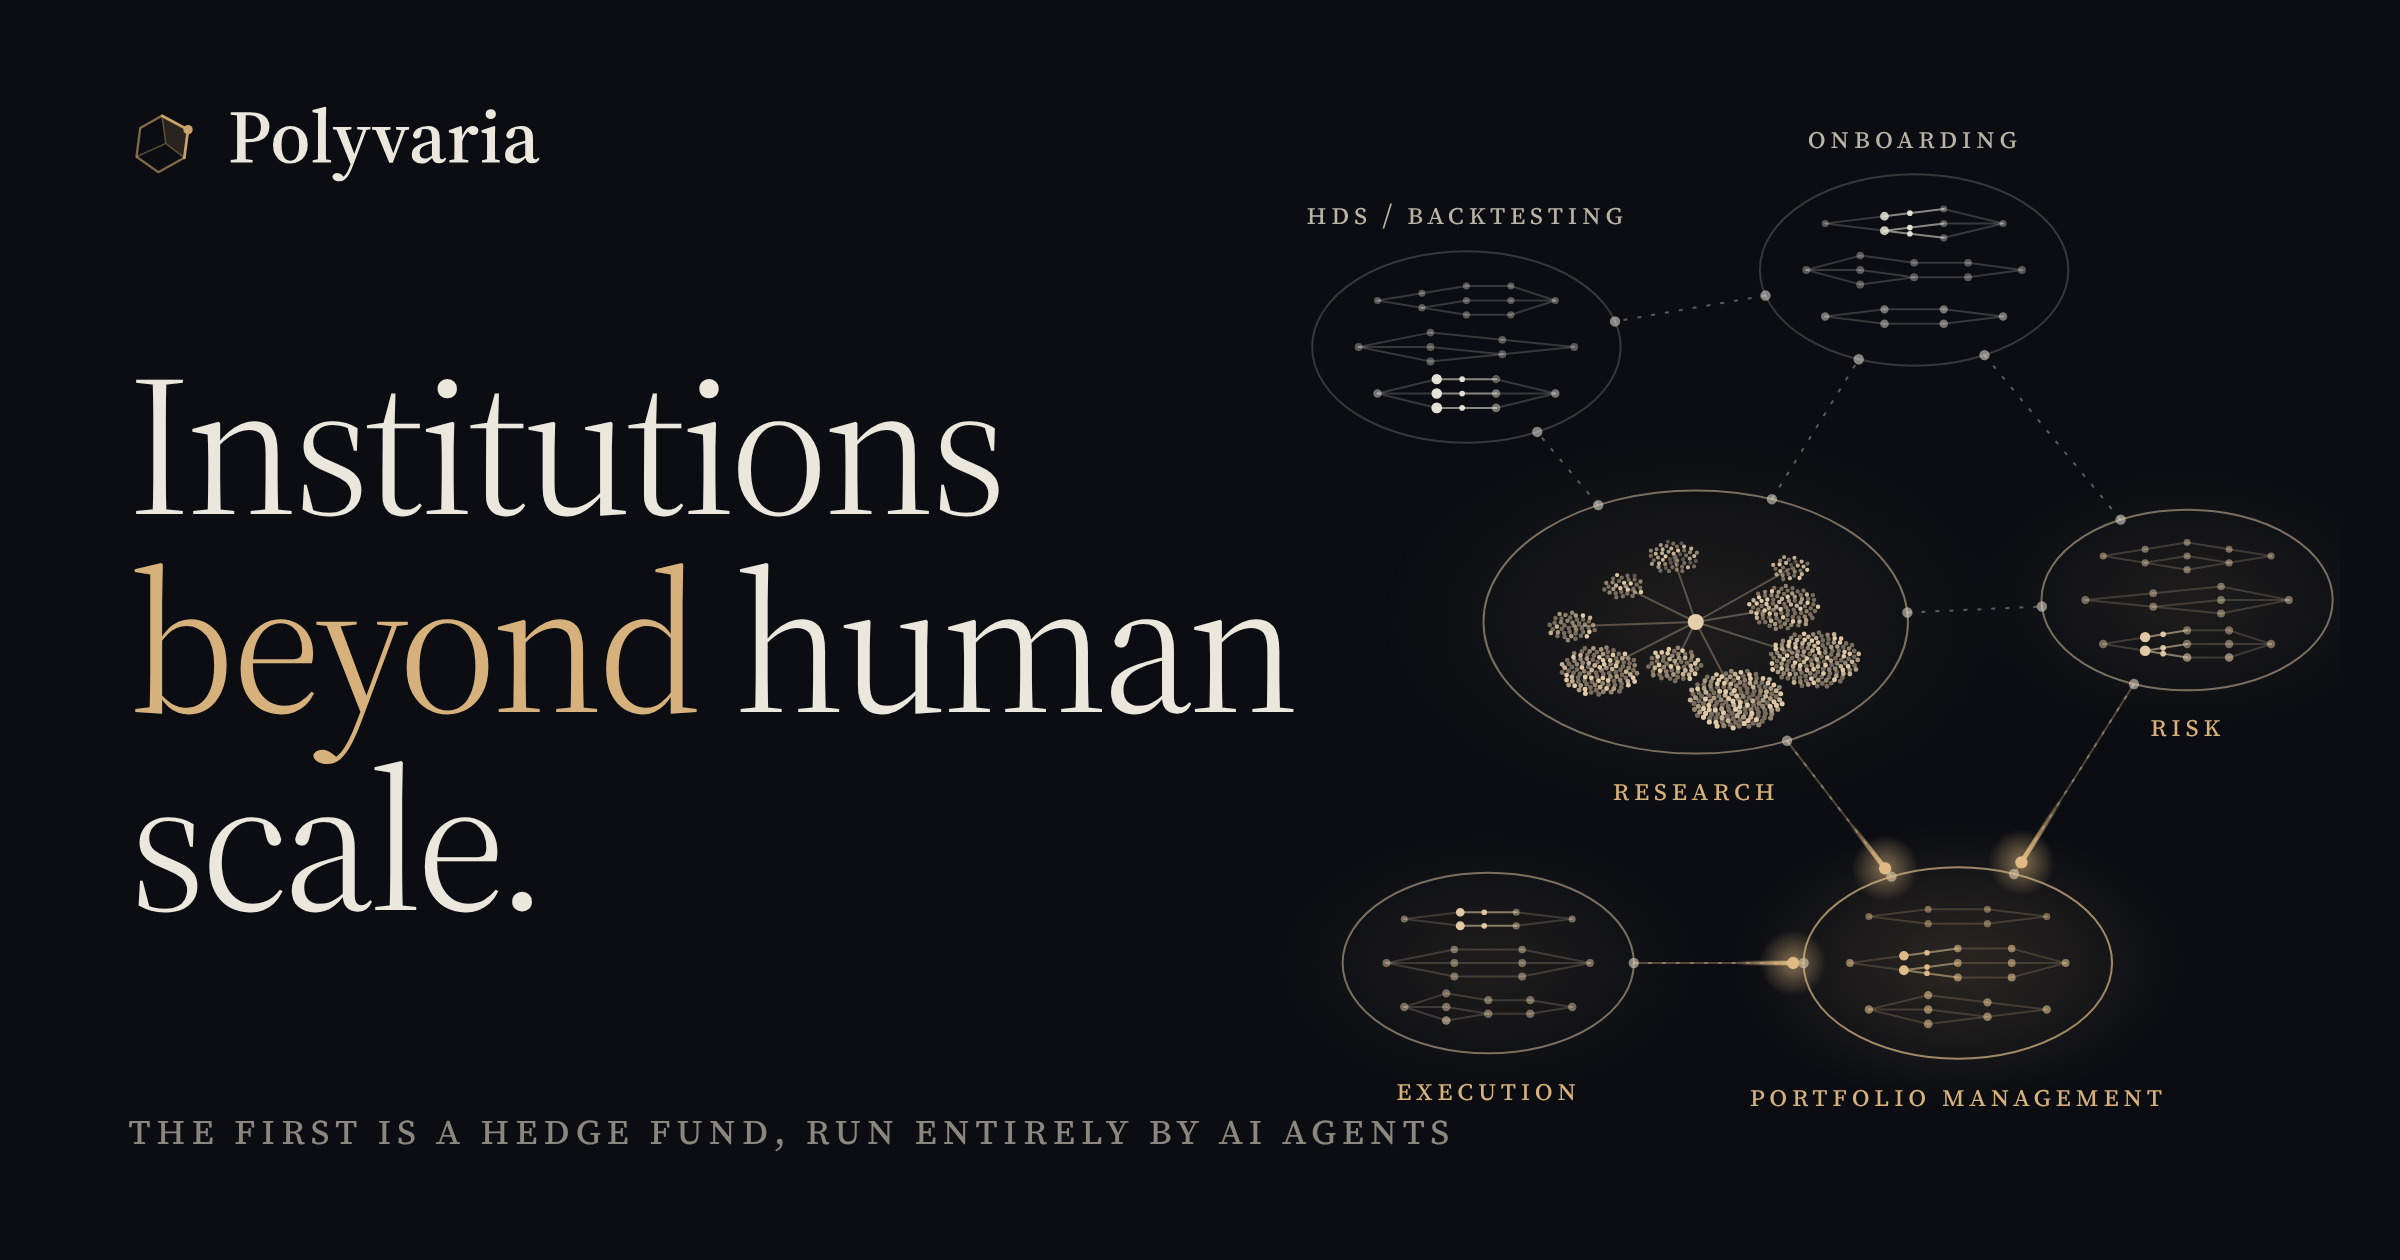 Polyvaria
ONBOARDING
HDS / BACKTESTING
Institutions
beyond human
scale.
RISK
RESEARCH
EXECUTION
PORTFOLIO MANAGEMENT
THE FIRST IS A HEDGE FUND, RUN ENTIRELY BY AI AGENTS